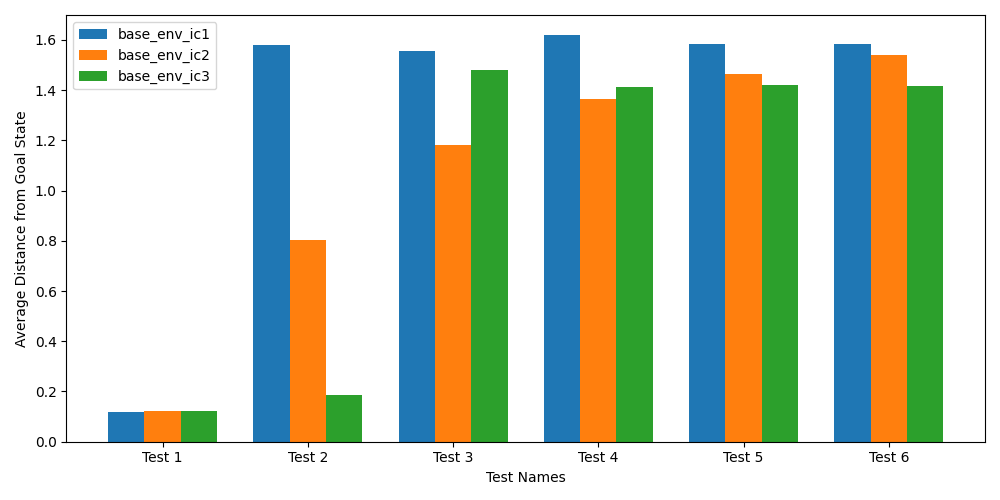 base_env_ic1
base_env_ic2
base_env_ic3
Average Distance from Goal State
1.6
1.4
1.2
1.0
0.8
0.6
0.4
0.2
0.0
Test 1 Test 2 Test 3 Test 4 Test 5 Test 6
Test Names